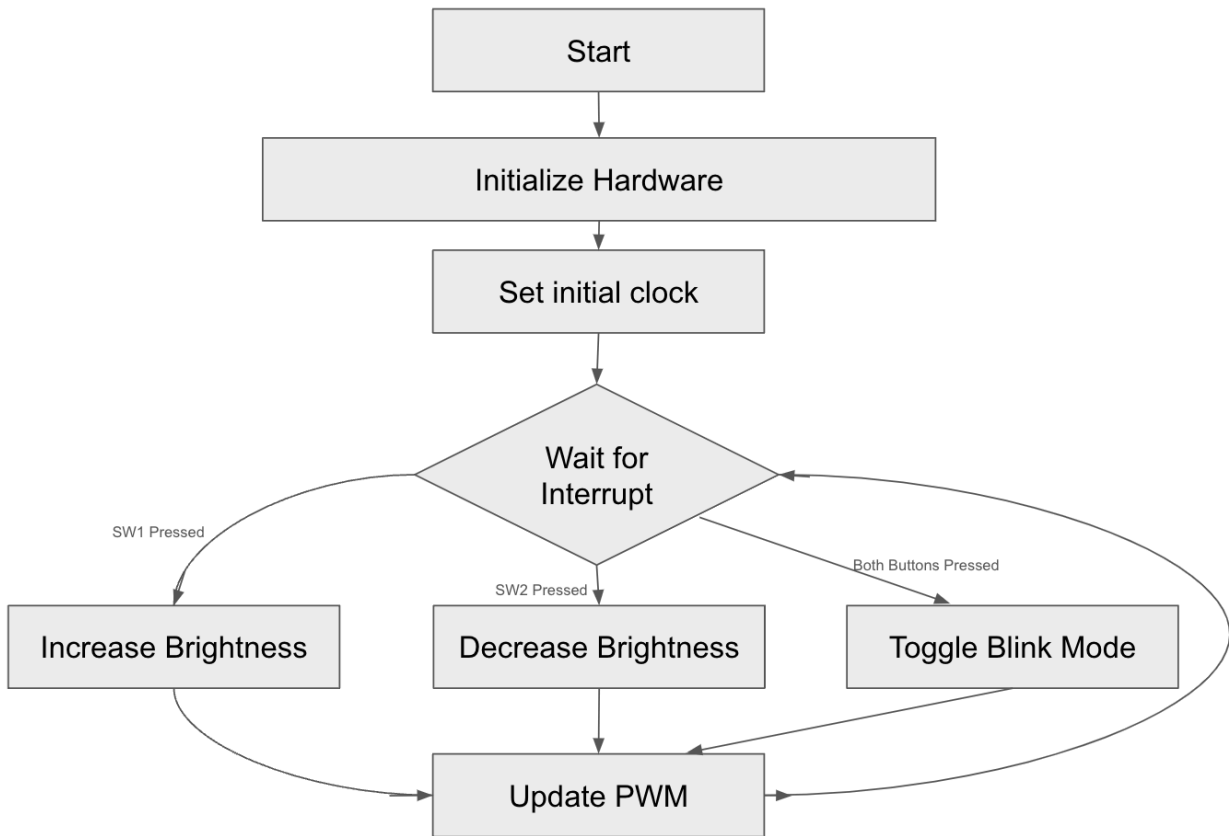 Start
Initialize Hardware
Set initial clock
Wait for
Interrupt
SW1 Pressed
SW2 Pressed
Both Buttons Pressed
Increase Brightness
Decrease Brightness
Toggle Blink Mode
Update PWM